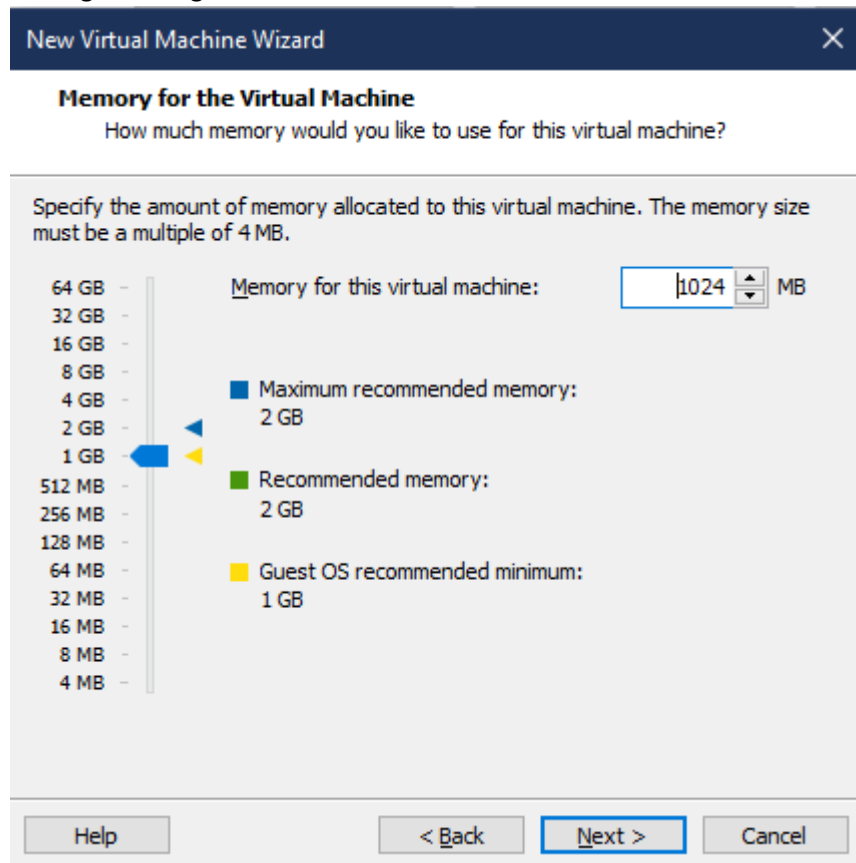 New Virtual Machine Wizard
Memory for the Virtual Machine
How much memory would you like to use for this virtual machine?
Specify the amount of memory allocated to this virtual machine. The memory size
must be a multiple of 4 MB.
64 GB
32 GB
16 GB
8 GB
4 GB
2 GB
1 GB
512 MB
256 MB
128 MB
64 MB
32 MB
16 MB
8 MB
4 MB
Memory for this virtual machine: 1024 MB
Maximum recommended memory:
2 GB
Recommended memory:
2 GB
Guest OS recommended minimum:
1 GB
Help < Back Next > Cancel